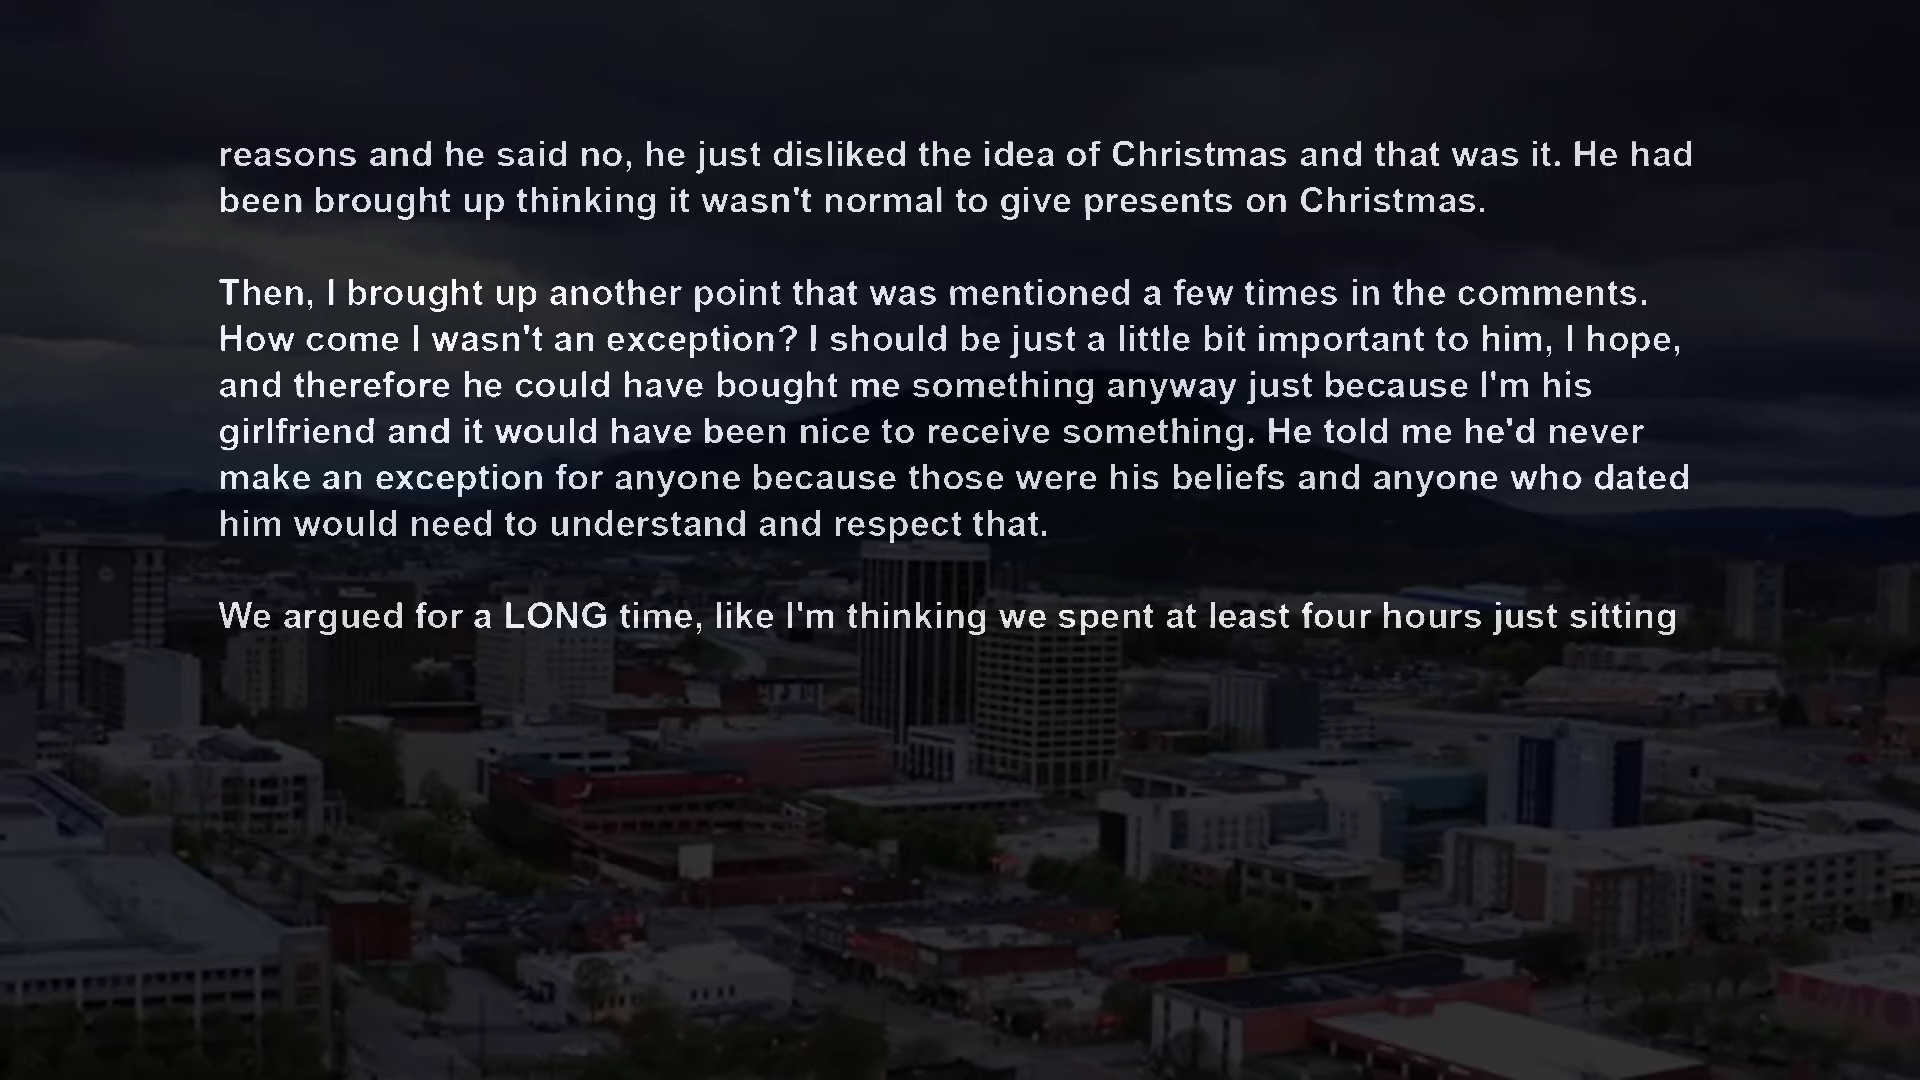 reasons and he said no, he just disliked the idea of Christmas and that was it. He had
been brought up thinking it wasn't normal to give presents on Christmas.
Then, I brought up another point that was mentioned a few times in the comments.
How come I wasn't an exception? I should be just a little bit important to him, I hope,
and therefore he could have bought me something anyway just because I'm his
girlfriend and it would have been nice to receive something. He told me he'd never
make an exception for anyone because those were his beliefs and anyone who dated
him would need to understand and respect that.
We argued for a LONG time, like I'm thinking we spent at least four hours just sitting